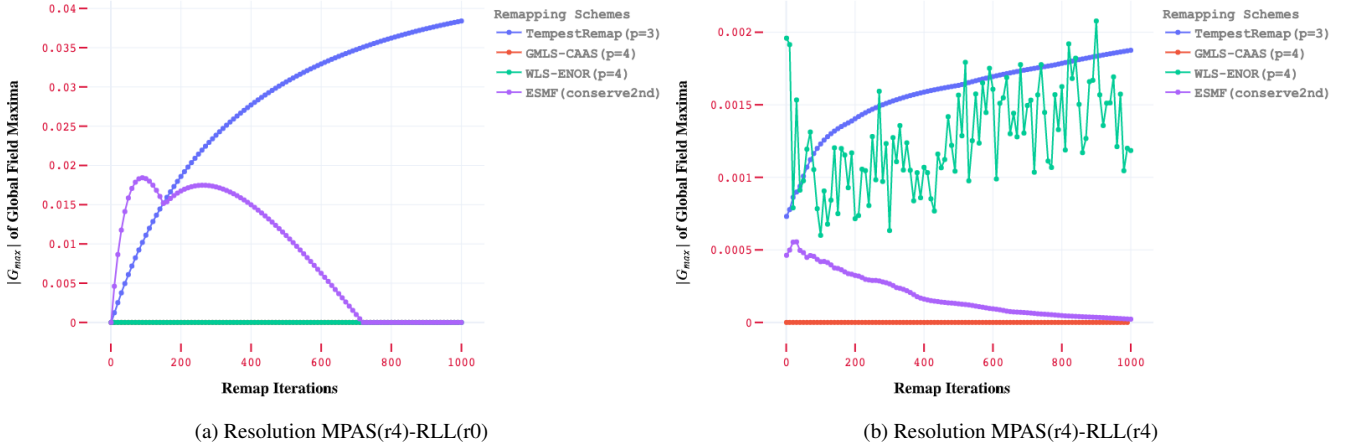 0.04
0.035
0.03
0.025
0.02
0.015
0.01
0.005
0
|G_max| of Global Field Maxima
0 200 400 600 800 1000
Remap Iterations
Remapping Schemes
TempestRemap(p=3)
GMLS-CAAS(p=4)
WLS-ENOR(p=4)
ESMF(conserve2nd)
(a) Resolution MPAS(r4)-RLL(r0)
0.002
0.0015
0.001
0.0005
0
|G_max| of Global Field Maxima
0 200 400 600 800 1000
Remap Iterations
Remapping Schemes
TempestRemap(p=3)
GMLS-CAAS(p=4)
WLS-ENOR(p=4)
ESMF(conserve2nd)
(b) Resolution MPAS(r4)-RLL(r4)